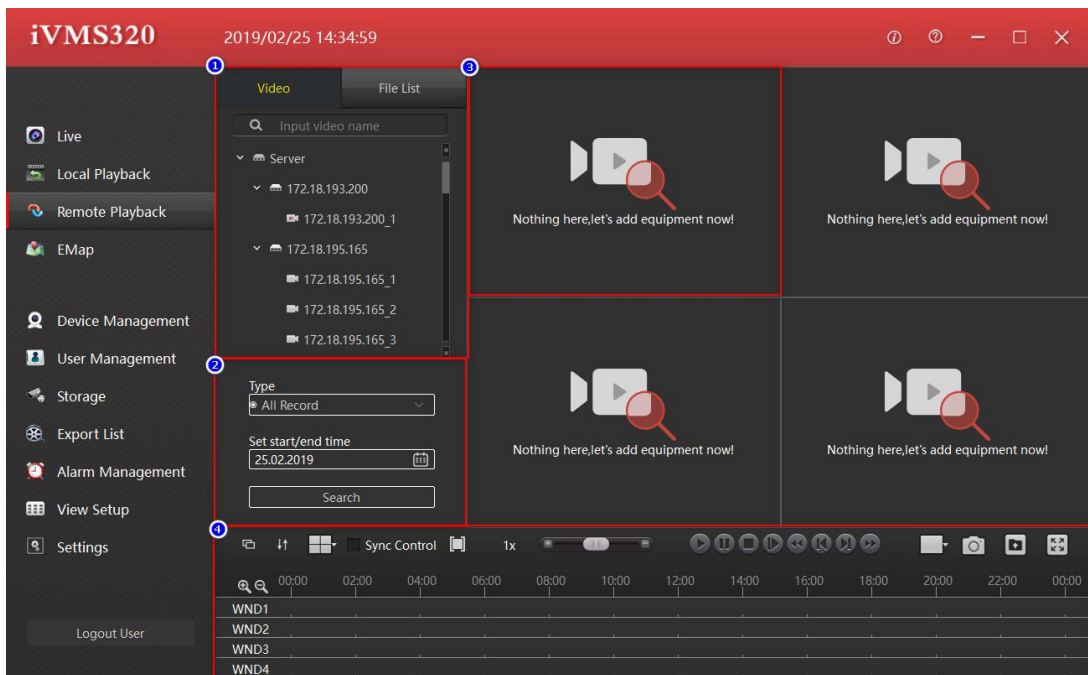 iVMS320
2019/02/25 14:34:59
1
3
Video
File List
Input video name
Server
172.18.193.200
172.18.193.200_1
172.18.195.165
172.18.195.165_1
172.18.195.165_2
172.18.195.165_3
Live
Local Playback
Remote Playback
EMap
Device Management
User Management
Storage
Export List
Alarm Management
View Setup
Settings
Logout User
2
Type
All Record
Set start/end time
25.02.2019
Search
Nothing here,let's add equipment now!
Nothing here,let's add equipment now!
Nothing here,let's add equipment now!
Nothing here,let's add equipment now!
4
Sync Control
1x
00:00 02:00 04:00 06:00 08:00 10:00 12:00 14:00 16:00 18:00 20:00 22:00 00:00
WND1
WND2
WND3
WND4